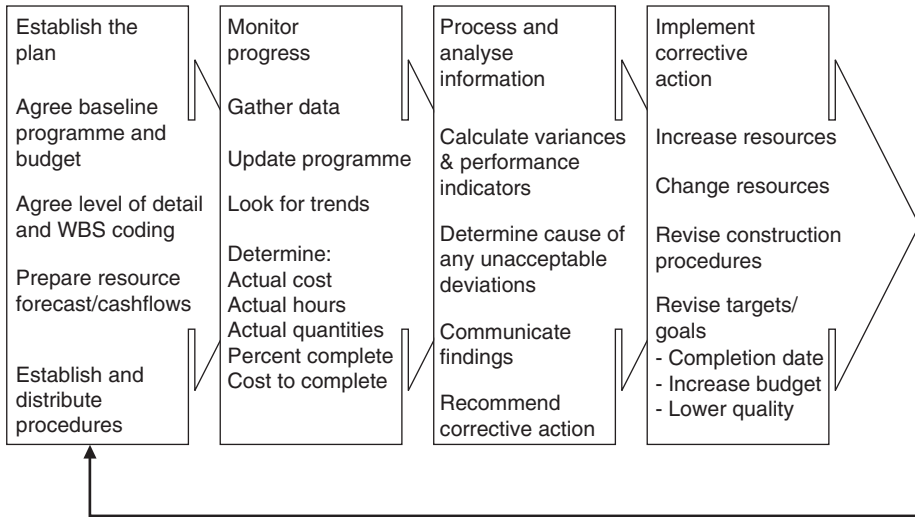 Establish the
plan
Agree baseline
programme and
budget
Agree level of detail
and WBS coding
Prepare resource
forecast/cashflows
Establish and
distribute
procedures
Monitor
progress
Gather data
Update programme
Look for trends
Determine:
Actual cost
Actual hours
Actual quantities
Percent complete
Cost to complete
Process and
analyse
information
Calculate variances
& performance
indicators
Determine cause of
any unacceptable
deviations
Communicate
findings
Recommend
corrective action
Implement
corrective
action
Increase resources
Change resources
Revise construction
procedures
Revise targets/
goals
- Completion date
- Increase budget
- Lower quality